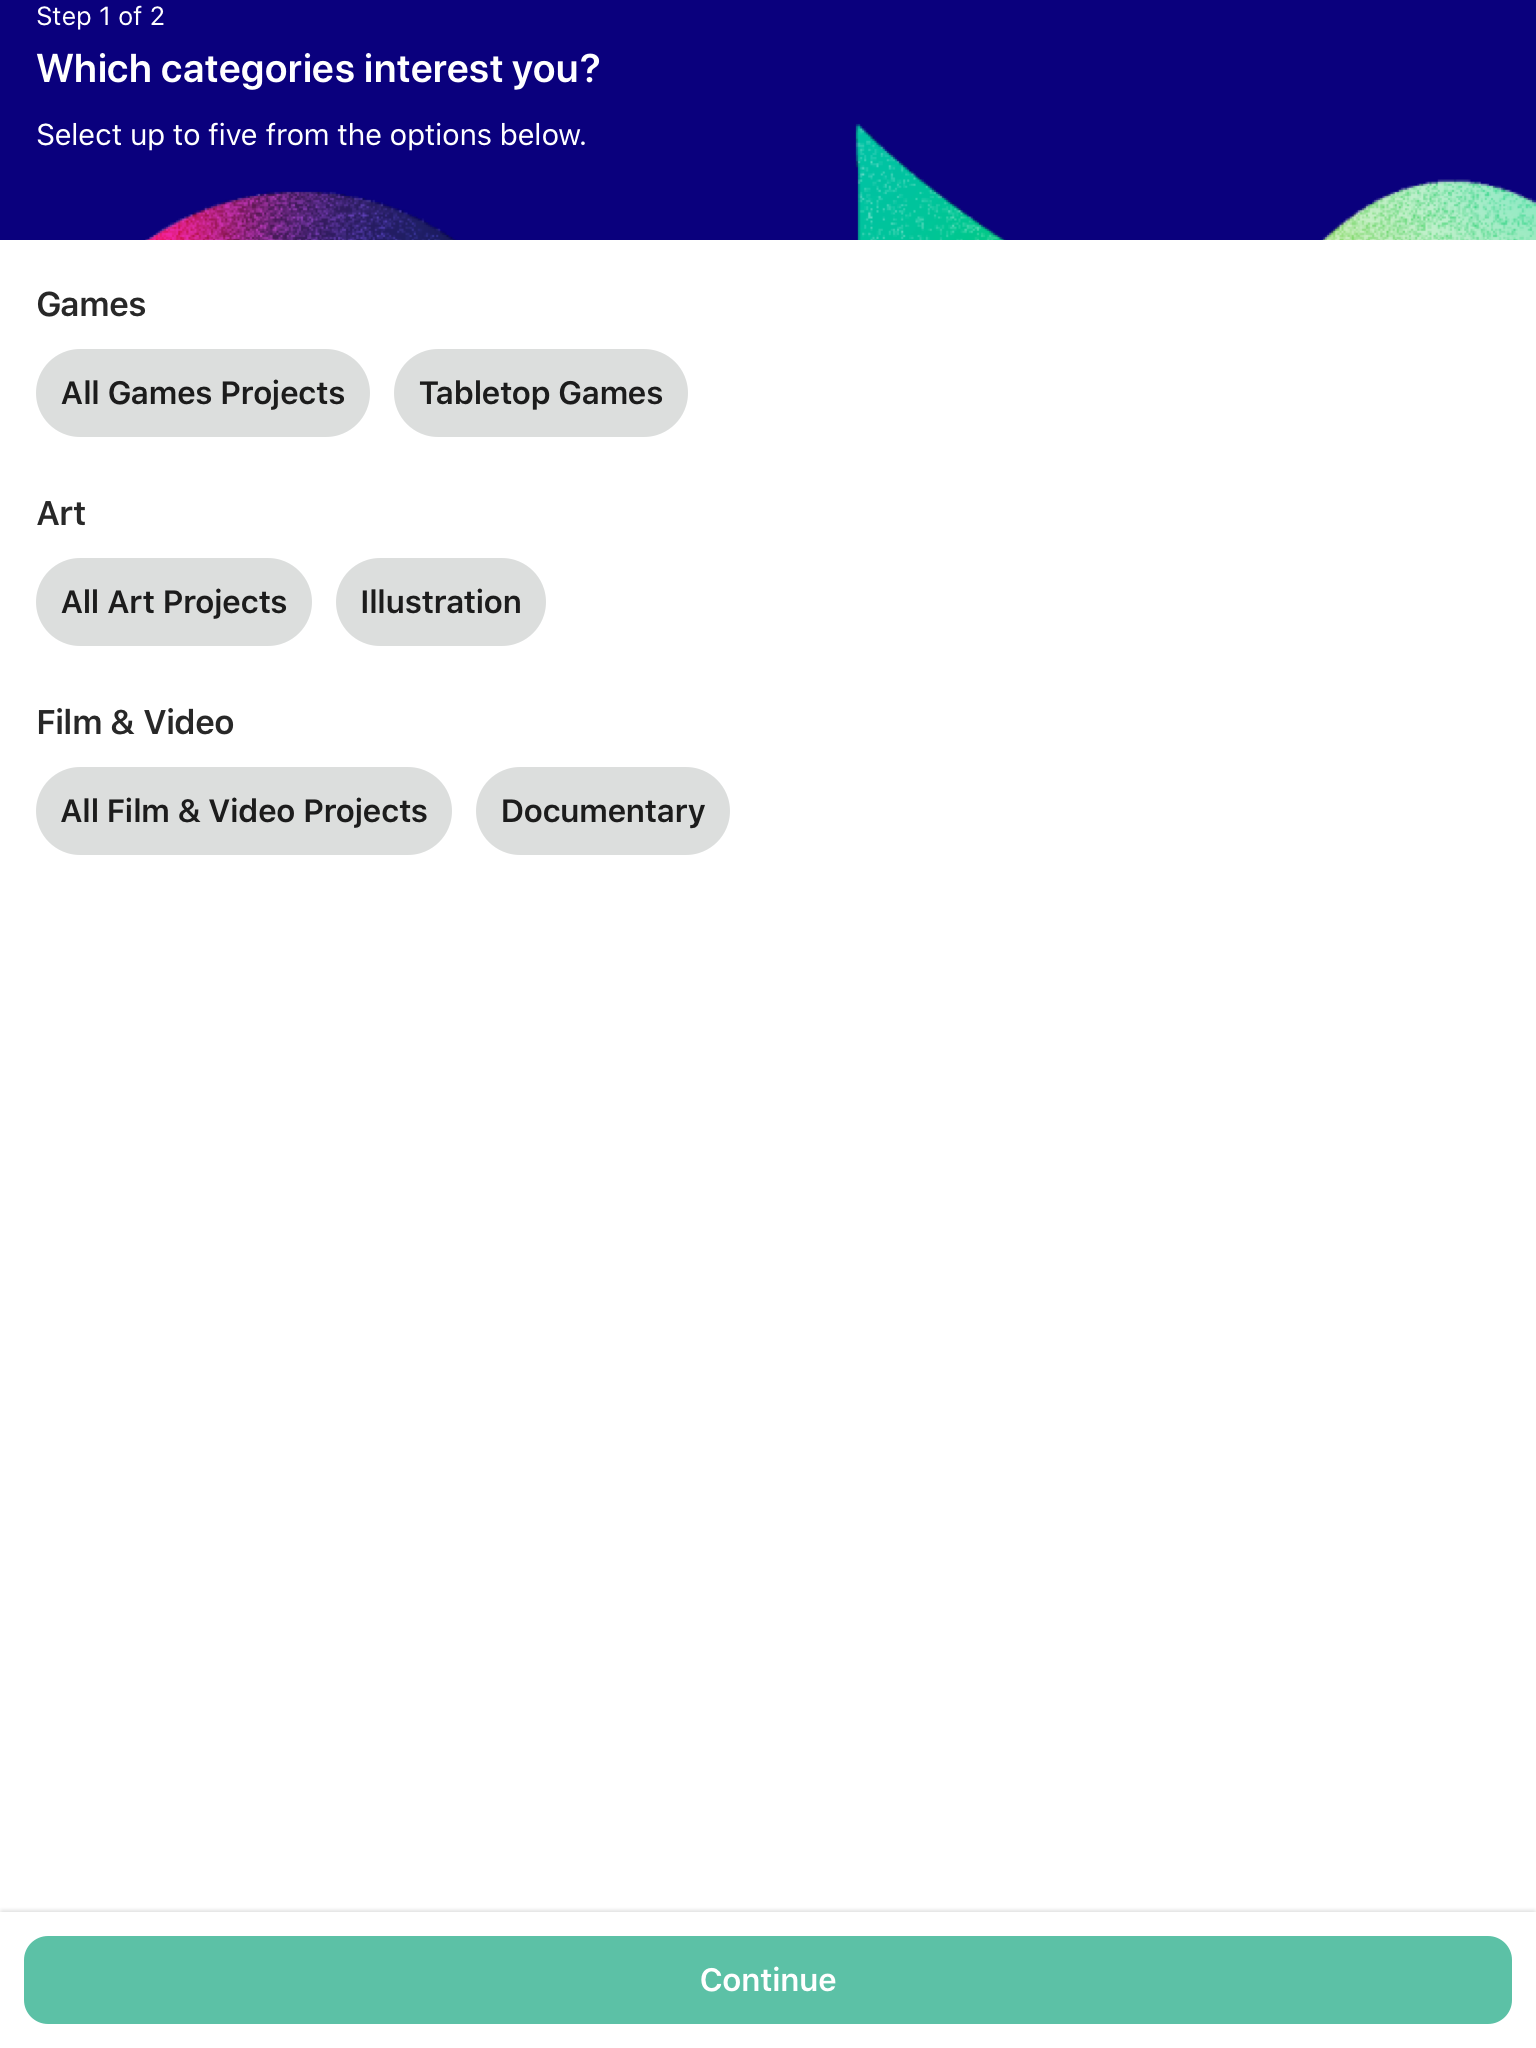 Step 1 of 2
Which categories interest you?
Select up to five from the options below.
Games
All Games Projects Tabletop Games
Art
All Art Projects Illustration
Film & Video
All Film & Video Projects Documentary
Continue